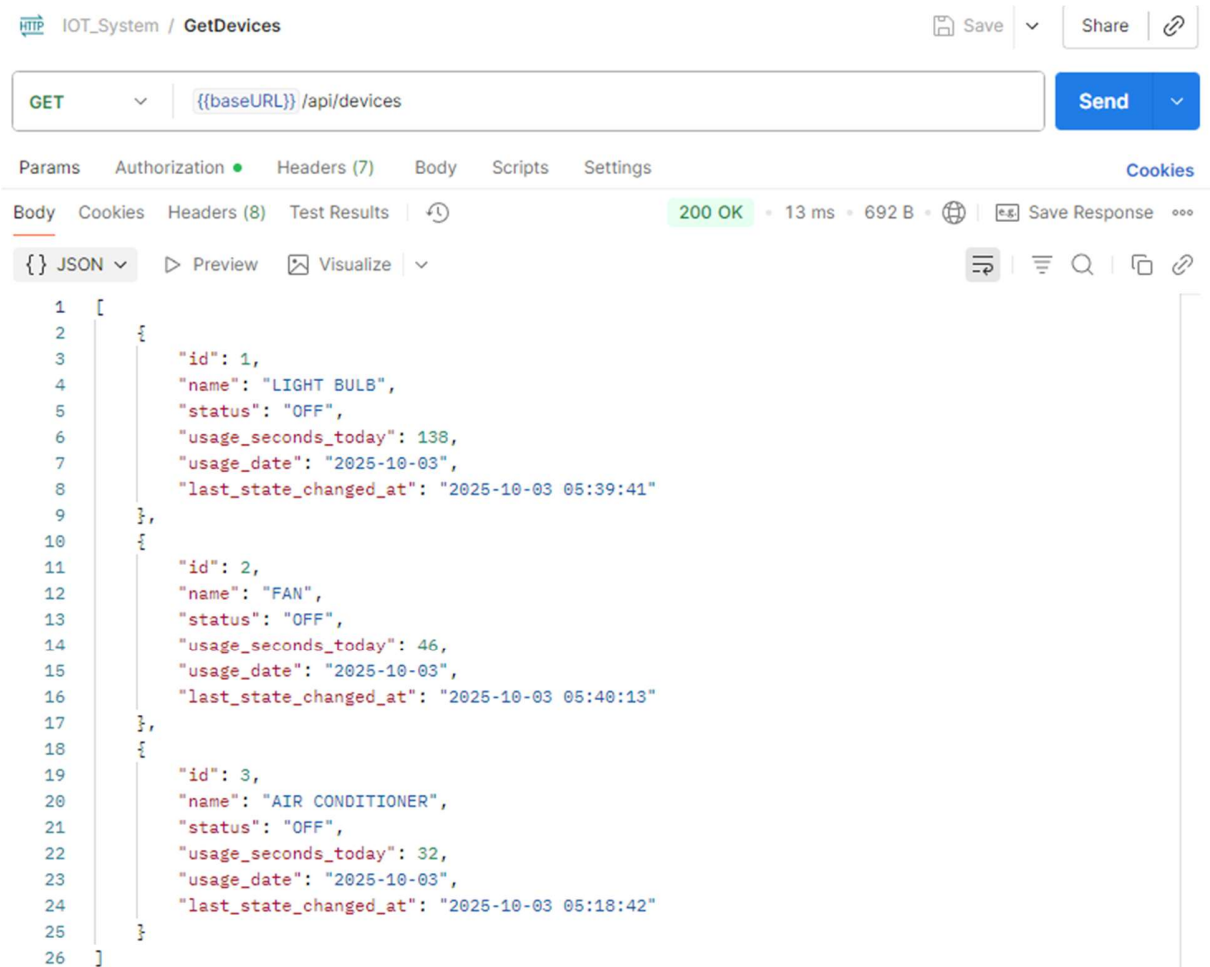 HTTP IOT_System / GetDevices Save Share
GET {{baseURL}} /api/devices Send
Params Authorization Headers (7) Body Scripts Settings Cookies
Body Cookies Headers (8) Test Results 200 OK 13 ms 692 B e.g. Save Response
{} JSON Preview Visualize
1 [
2 {
3 "id": 1,
4 "name": "LIGHT BULB",
5 "status": "OFF",
6 "usage_seconds_today": 138,
7 "usage_date": "2025-10-03",
8 "last_state_changed_at": "2025-10-03 05:39:41"
9 },
10 {
11 "id": 2,
12 "name": "FAN",
13 "status": "OFF",
14 "usage_seconds_today": 46,
15 "usage_date": "2025-10-03",
16 "last_state_changed_at": "2025-10-03 05:40:13"
17 },
18 {
19 "id": 3,
20 "name": "AIR CONDITIONER",
21 "status": "OFF",
22 "usage_seconds_today": 32,
23 "usage_date": "2025-10-03",
24 "last_state_changed_at": "2025-10-03 05:18:42"
25 }
26 ]